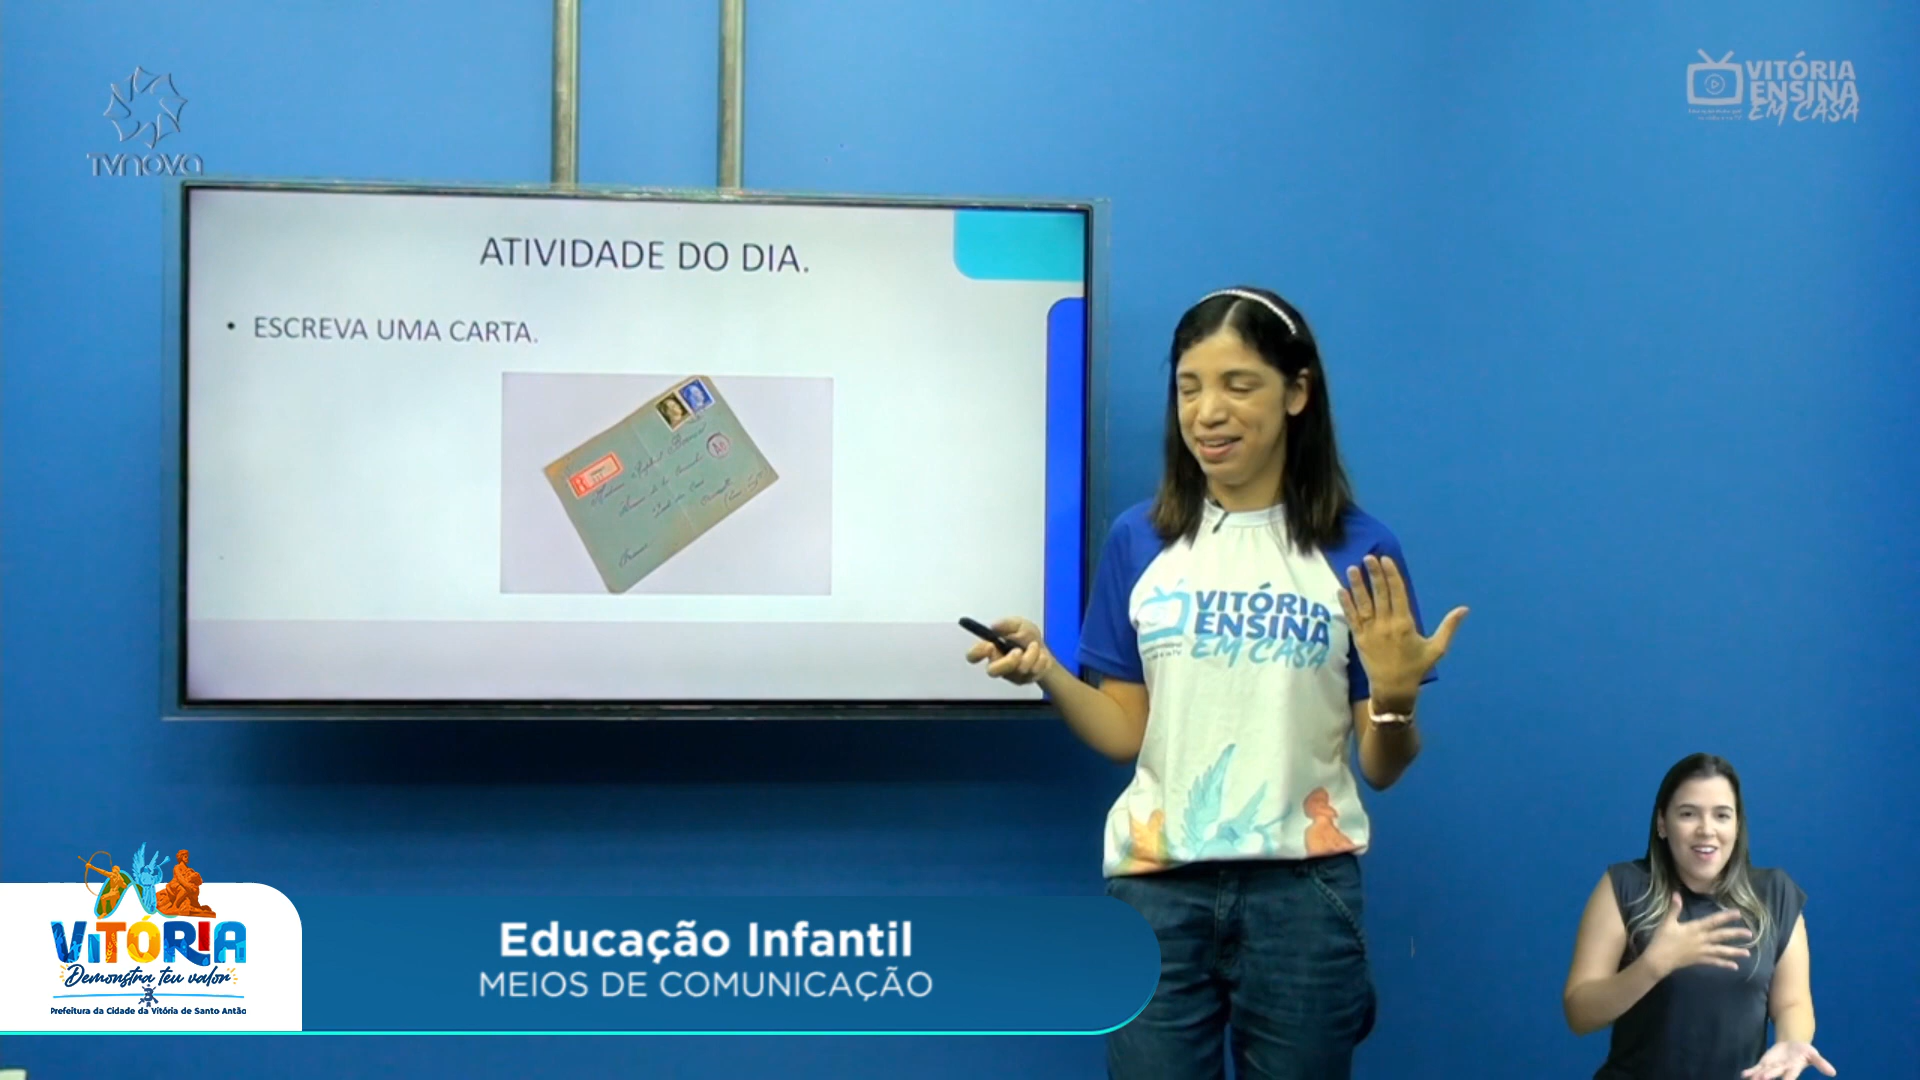 TVNOVA
VITÓRIA
ENSINA
EM CASA
ATIVIDADE DO DIA.
• ESCREVA UMA CARTA.
VITÓRIA
ENSINA
EM CASA
VITÓRIA
Demonstra teu valor
Prefeitura da Cidade da Vitória de Santo Antão
Educação Infantil
MEIOS DE COMUNICAÇÃO